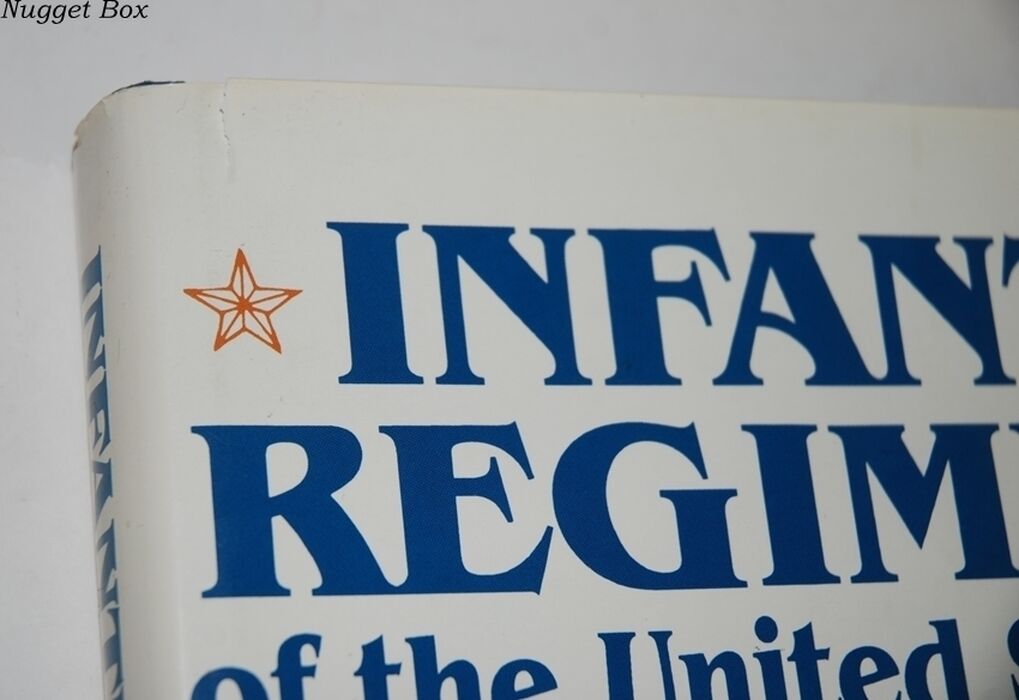 Nugget Box
INFANT
REGIM
of the United S
INFANT